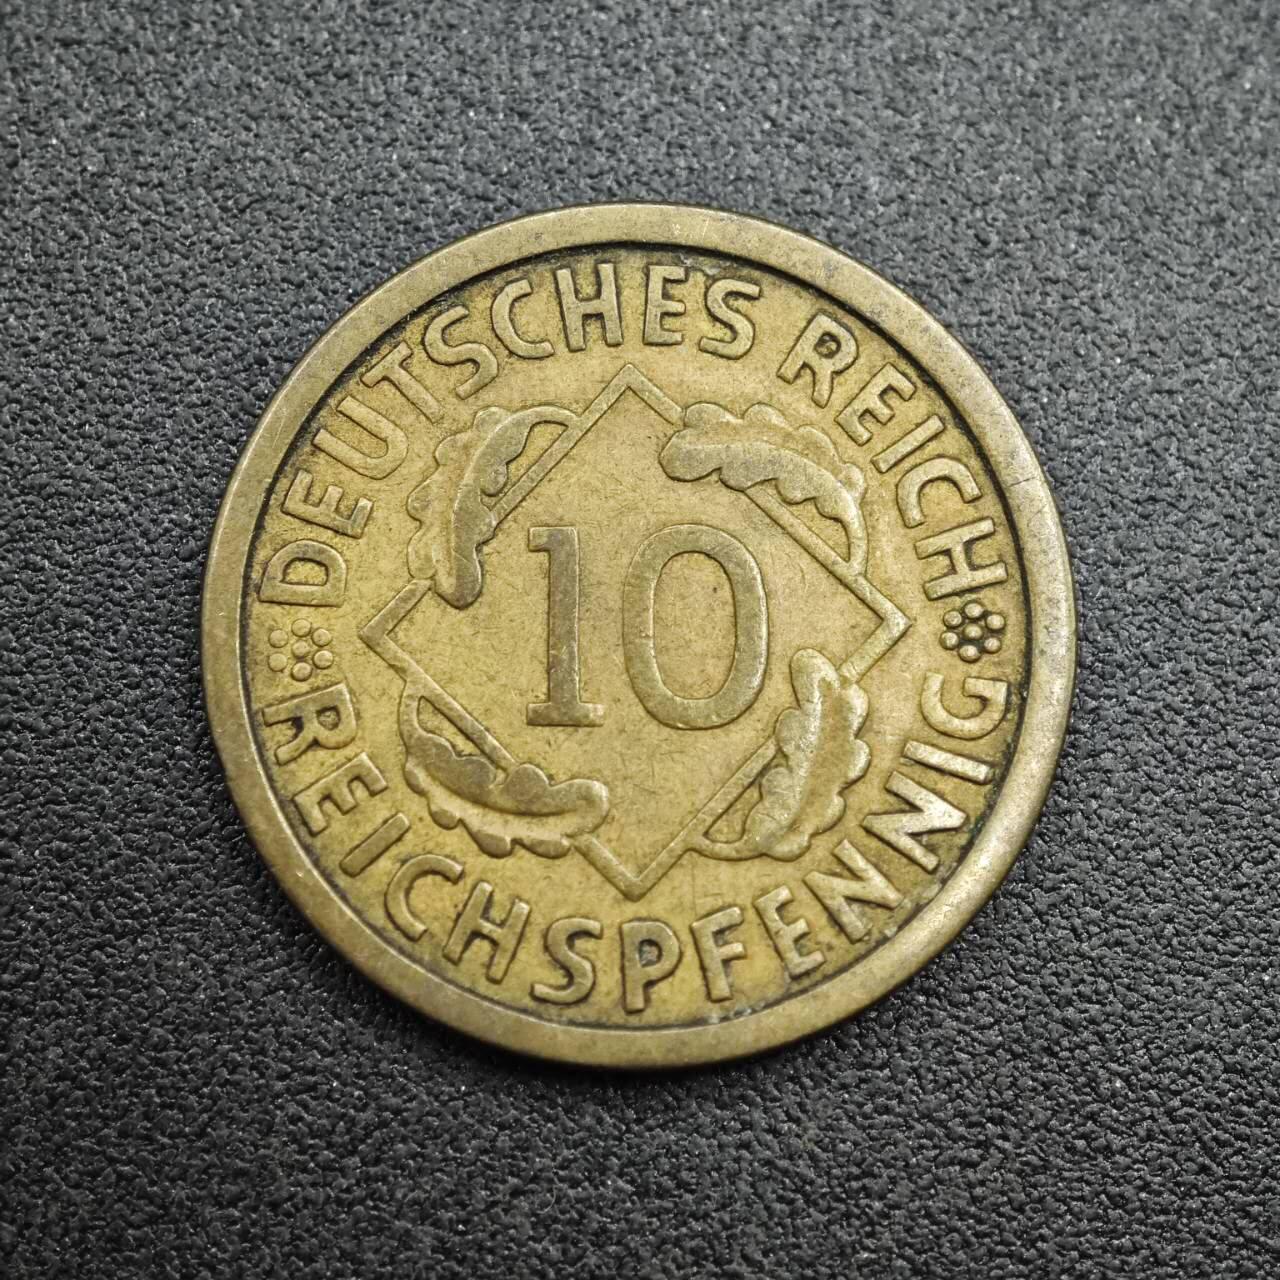 DEUTSCHES REICH
10
REICHSPFENNIG